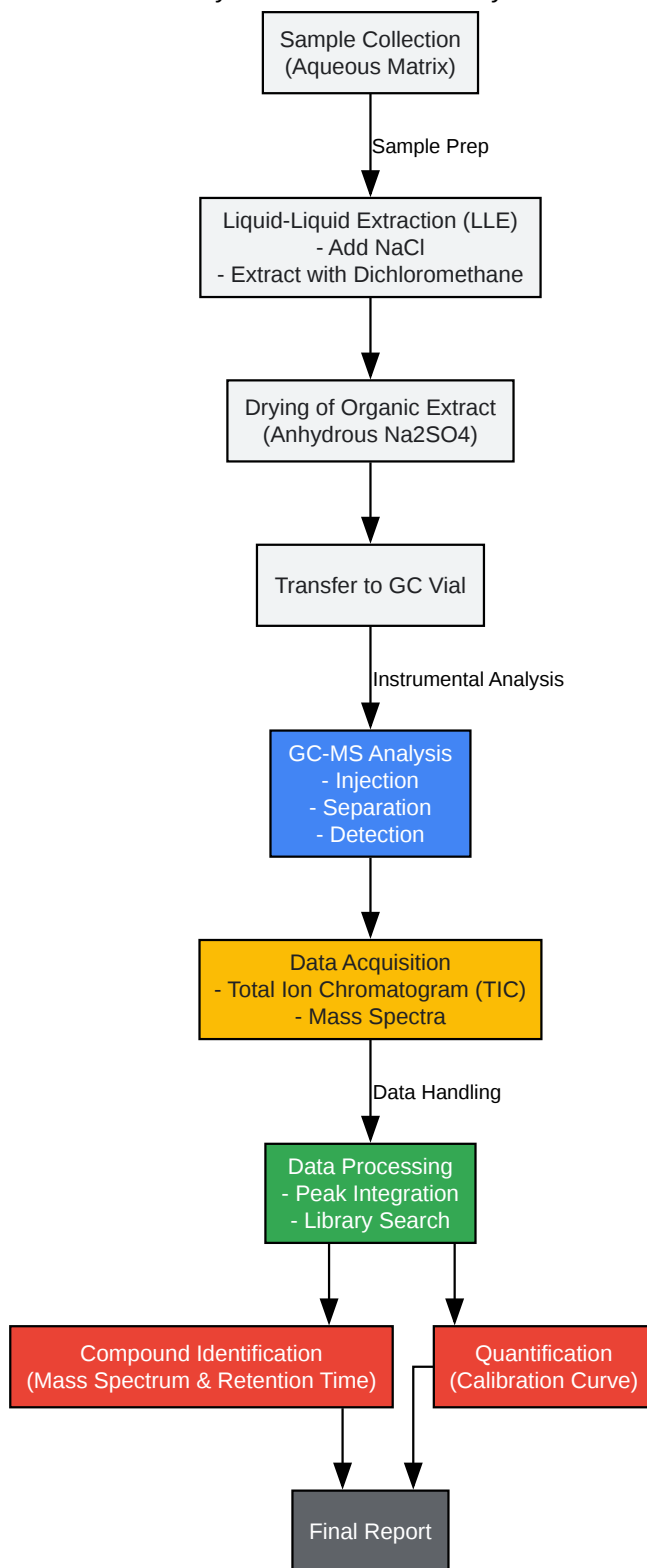 Sample Collection
(Aqueous Matrix)
Sample Prep
Liquid-Liquid Extraction (LLE)
- Add NaCl
- Extract with Dichloromethane
Drying of Organic Extract
(Anhydrous Na2SO4)
Transfer to GC Vial
Instrumental Analysis
GC-MS Analysis
- Injection
- Separation
- Detection
Data Acquisition
- Total Ion Chromatogram (TIC)
- Mass Spectra
Data Handling
Data Processing
- Peak Integration
- Library Search
Compound Identification
(Mass Spectrum & Retention Time)
Quantification
(Calibration Curve)
Final Report